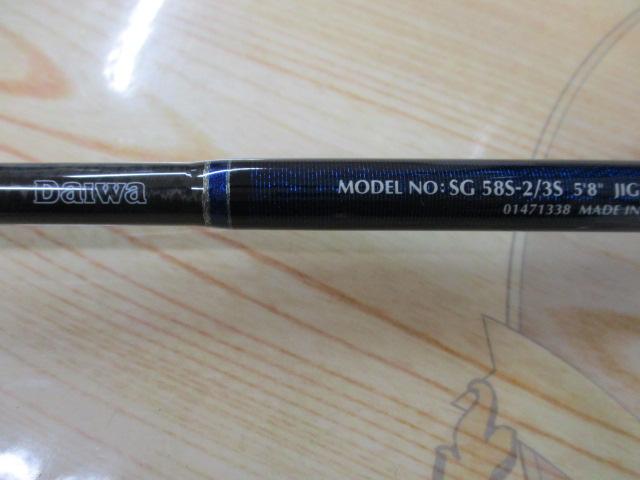 Daiwa
MODEL NO: SG 58S-2/3S 5'8" JIG
01471338 MADE IN